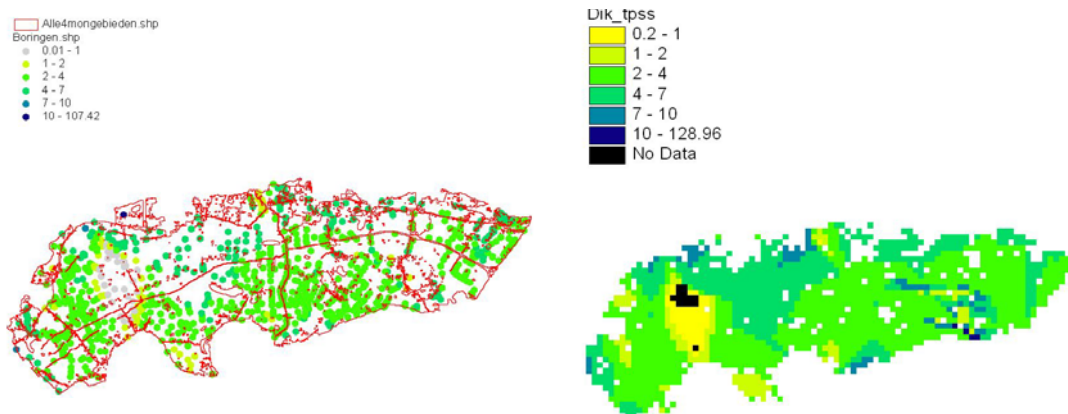 Alle4mongebieden.shp
Boringen.shp
0.01 - 1
1 - 2
2 - 4
4 - 7
7 - 10
10 - 107.42
Dik_tpss
0.2 - 1
1 - 2
2 - 4
4 - 7
7 - 10
10 - 128.96
No Data